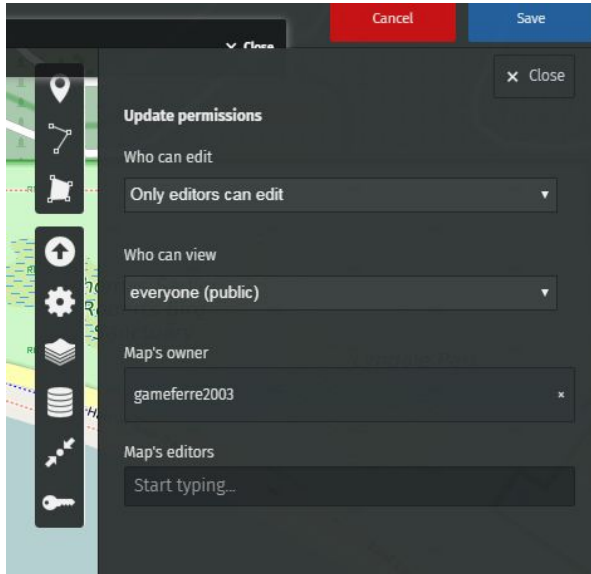 Cancel
Save
Close
× Close
Update permissions
Who can edit
Only editors can edit
Who can view
everyone (public)
Map's owner
gameferre2003
×
Map's editors
Start typing...